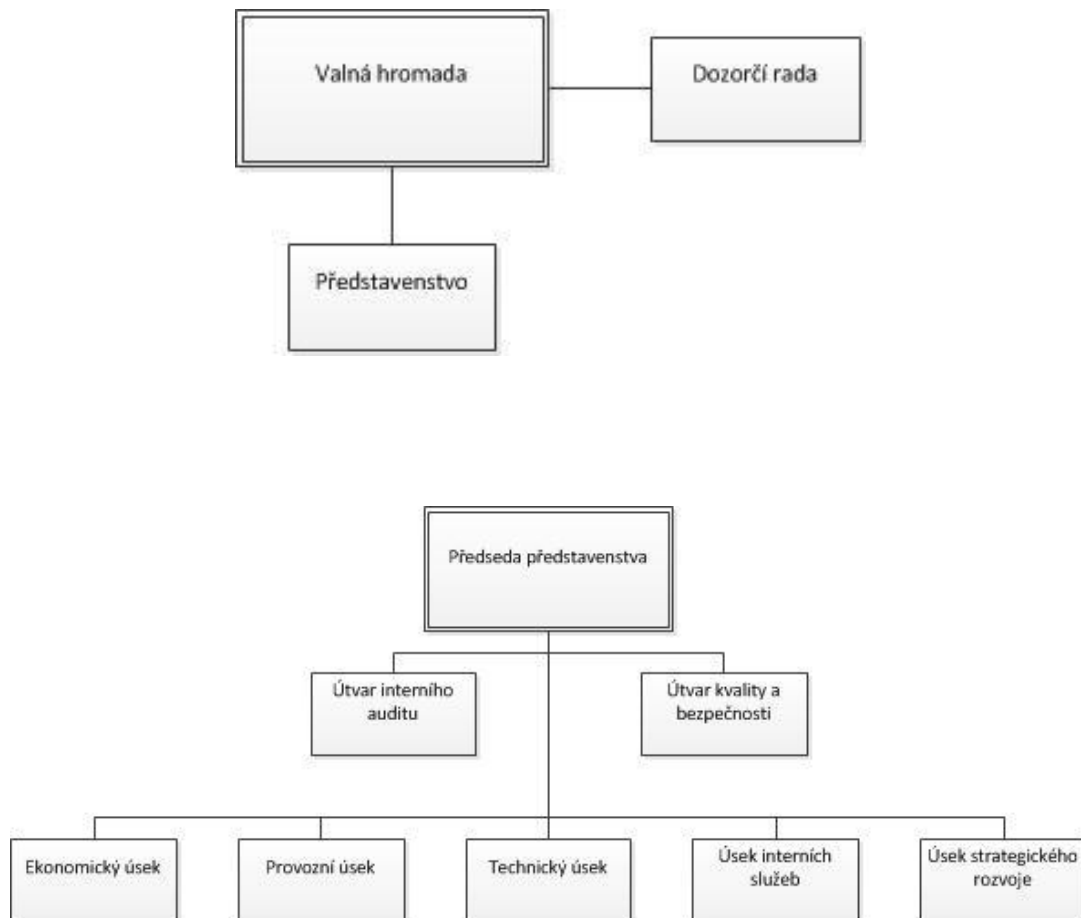 Valná hromada
Dozorčí rada
Představenstvo
Předseda představenstva
Útvar interního
auditu
Útvar kvality a
bezpečnosti
Ekonomický úsek
Provozní úsek
Technický úsek
Úsek interních
služeb
Úsek strategického
rozvoje